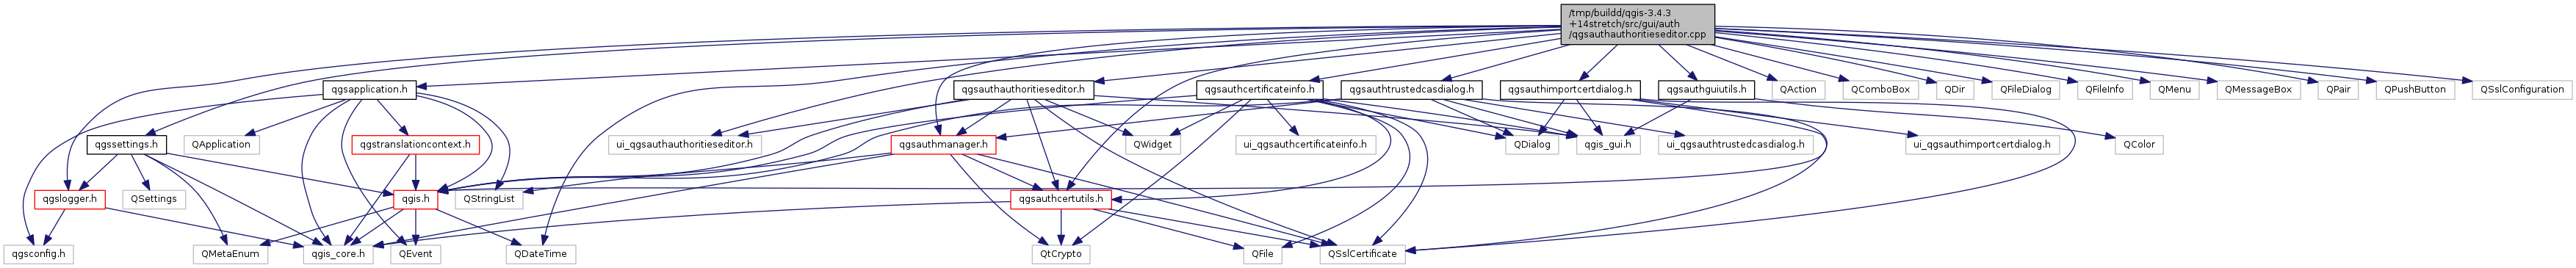 /tmp/buildd/qgis-3.4.3
+14stretch/src/gui/auth
/qgsauthauthoritieseditor.cpp
qgsapplication.h
qgsauthauthoritieseditor.h
qgsauthcertificateinfo.h
qgsauthtrustedcasdialog.h
qgsauthimportcertdialog.h
qgsauthguiutils.h
QAction
QComboBox
QDir
QFileDialog
QFileInfo
QMenu
QMessageBox
QPair
QPushButton
QSslConfiguration
qgssettings.h
QApplication
qgstranslationcontext.h
ui_qgsauthauthoritieseditor.h
qgsauthmanager.h
QWidget
ui_qgsauthcertificateinfo.h
QDialog
qgis_gui.h
ui_qgsauthtrustedcasdialog.h
ui_qgsauthimportcertdialog.h
QColor
qgslogger.h
QSettings
qgis.h
QStringList
qgsauthcertutils.h
qgsconfig.h
QMetaEnum
qgis_core.h
QEvent
QDateTime
QtCrypto
QFile
QSslCertificate